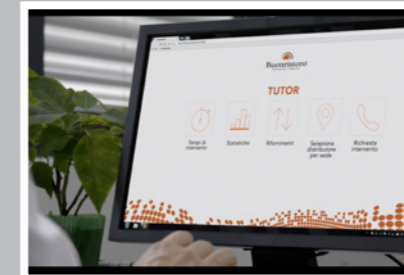 Buonristoro
TUTOR
Tempi di
intervento
Statistiche
Rifornimenti
Seleziona
distributore
per sede
Richiesta
intervento